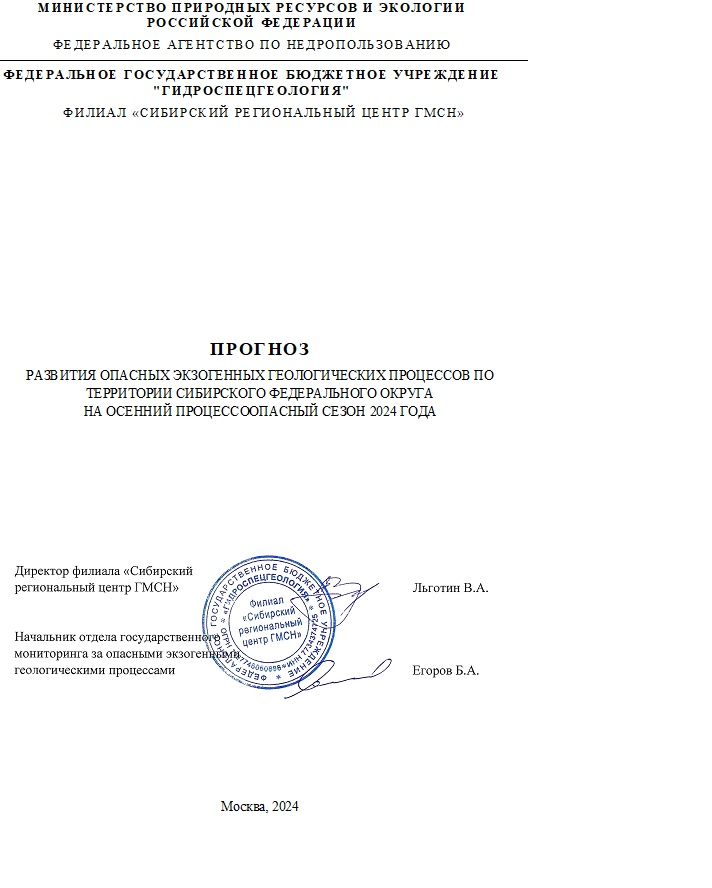 МИНИСТЕРСТВО ПРИРОДНЫХ РЕСУРСОВ И ЭКОЛОГИИ
РОССИЙСКОЙ ФЕДЕРАЦИИ
ФЕДЕРАЛЬНОЕ АГЕНТСТВО ПО НЕДРОПОЛЬЗОВАНИЮ
ФЕДЕРАЛЬНОЕ ГОСУДАРСТВЕННОЕ БЮДЖЕТНОЕ УЧРЕЖДЕНИЕ
"ГИДРОСПЕЦГЕОЛОГИЯ"
ФИЛИАЛ «СИБИРСКИЙ РЕГИОНАЛЬНЫЙ ЦЕНТР ГМСН»
ПРОГНОЗ
РАЗВИТИЯ ОПАСНЫХ ЭКЗОГЕННЫХ ГЕОЛОГИЧЕСКИХ ПРОЦЕССОВ ПО
ТЕРРИТОРИИ СИБИРСКОГО ФЕДЕРАЛЬНОГО ОКРУГА
НА ОСЕННИЙ ПРОЦЕССООПАСНЫЙ СЕЗОН 2024 ГОДА
Директор филиала «Сибирский
региональный центр ГМСН»
Льготин В.А.
Начальник отдела государственного
мониторинга за опасными экзогенными
геологическими процессами
Егоров Б.А.
ФЕДЕРАЛЬНОЕ ГОСУДАРСТВЕННОЕ БЮДЖЕТНОЕ УЧРЕЖДЕНИЕ
«ГИДРОСПЕЦГЕОЛОГИЯ»
Филиал
«Сибирский
региональный
центр ГМСН»
Москва, 2024